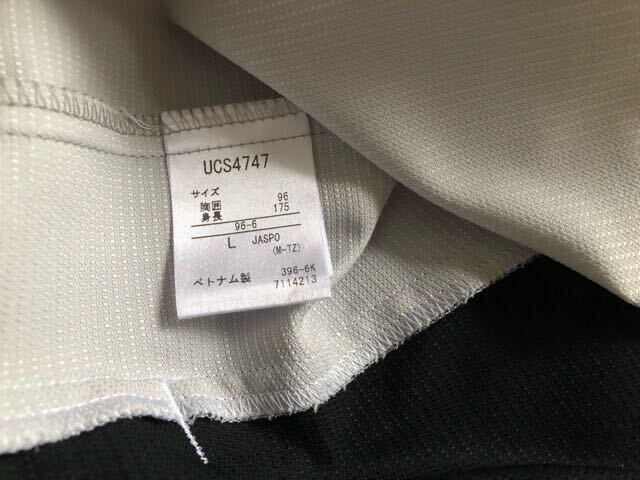 UCS4747
サイズ
胸囲 96
身長 175
96-6
L JASPO
(M-TZ)
ベトナム製 396-6K
7114213